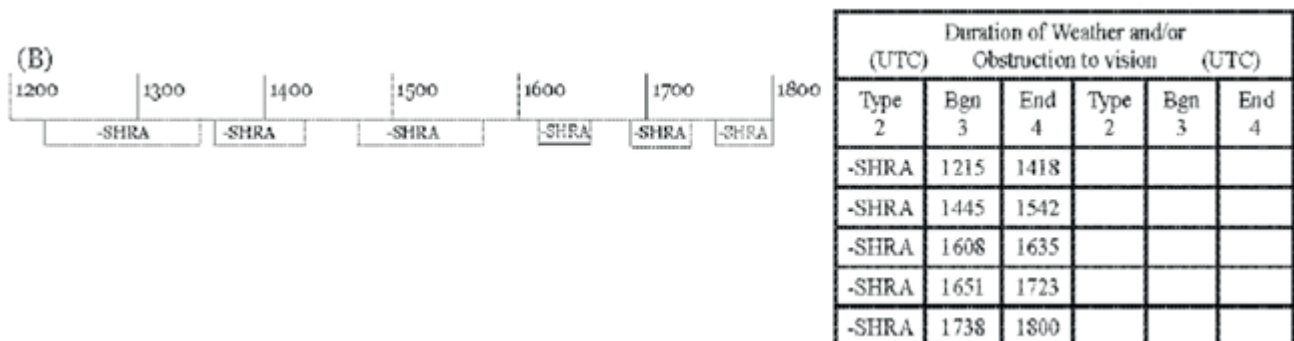 (B)
1200 1300 1400 1500 1600 1700 1800
-SHRA -SHRA -SHRA -SHRA -SHRA -SHRA
Duration of Weather and/or
(UTC) Obstruction to vision (UTC)
Type Bgn End Type Bgn End
2 3 4 2 3 4
-SHRA 1215 1418
-SHRA 1445 1542
-SHRA 1608 1635
-SHRA 1651 1723
-SHRA 1738 1800